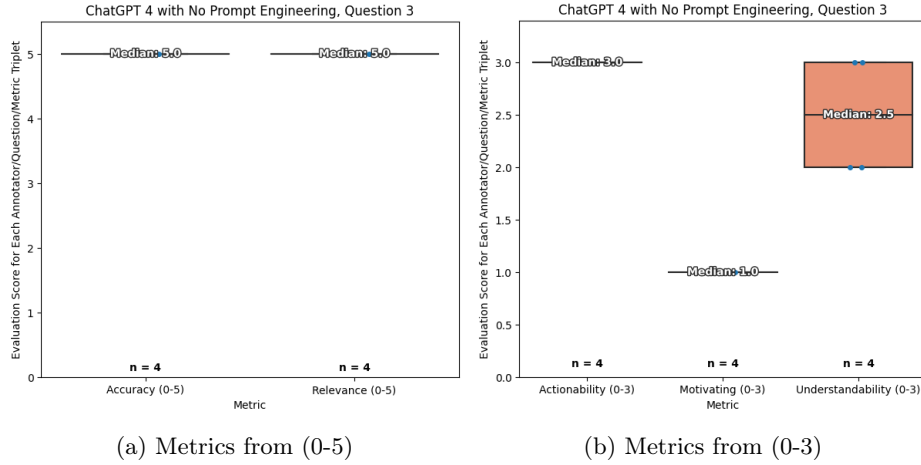 ChatGPT 4 with No Prompt Engineering, Question 3
Evaluation Score for Each Annotator/Question/Metric Triplet
5
4
3
2
1
0
Median: 5.0
Median: 5.0
n = 4
n = 4
Accuracy (0-5)
Relevance (0-5)
Metric
(a) Metrics from (0-5)
ChatGPT 4 with No Prompt Engineering, Question 3
Evaluation Score for Each Annotator/Question/Metric Triplet
3.0
2.5
2.0
1.5
1.0
0.5
0.0
Median: 3.0
Median: 1.0
Median: 2.5
n = 4
n = 4
n = 4
Actionability (0-3)
Motivating (0-3)
Understandability (0-3)
Metric
(b) Metrics from (0-3)